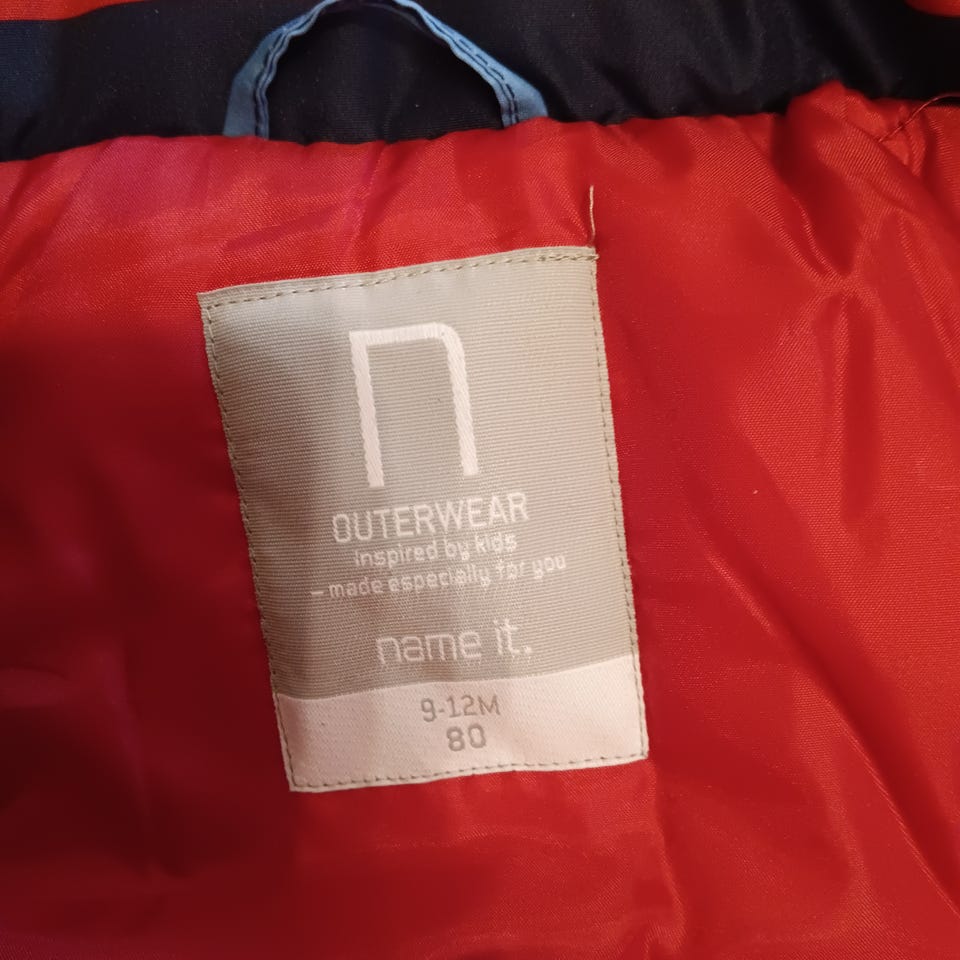 n
OUTERWEAR
inspired by kids
– made especially for you
name it.
9-12M
80